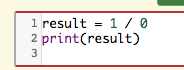 1 result = 1 / 0
2 print(result)
3